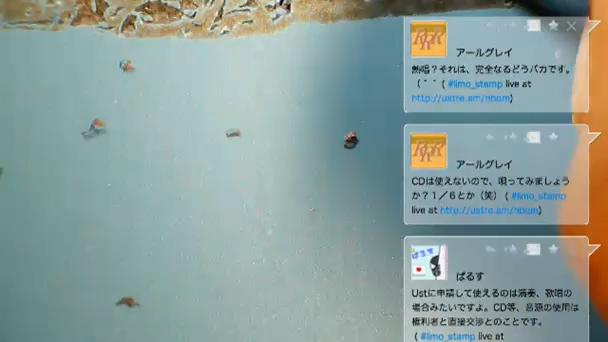 アールグレイ
熱唱？それは、完全なるどうバカです。
( #limo_stamp live at
http://ustre.am/
アールグレイ
CDは使えないので、唄ってみましょう
か？１／６とか（笑） ( #limo_stamp
live at http://ustre.am/
ぱるす
Ustに申請して使えるのは演奏、歌唱の
場合みたいですよ。CD等、音源の使用は
権利者と直接交渉とのことです。
( #limo_stamp live at